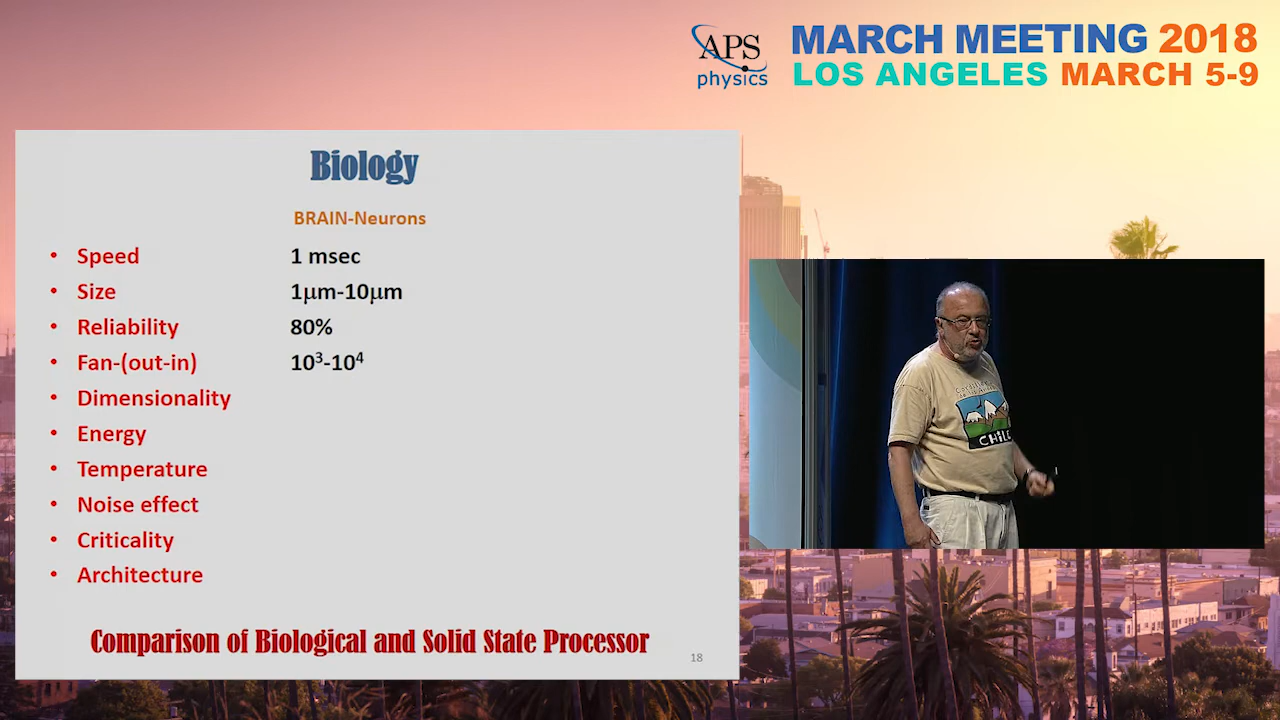 APS
physics
MARCH MEETING 2018
LOS ANGELES MARCH 5-9
Biology
BRAIN-Neurons
• Speed 1 msec
• Size 1μm-10μm
• Reliability 80%
• Fan-(out-in) 10³-10⁴
• Dimensionality
• Energy
• Temperature
• Noise effect
• Criticality
• Architecture
Comparison of Biological and Solid State Processor
18
CHILE